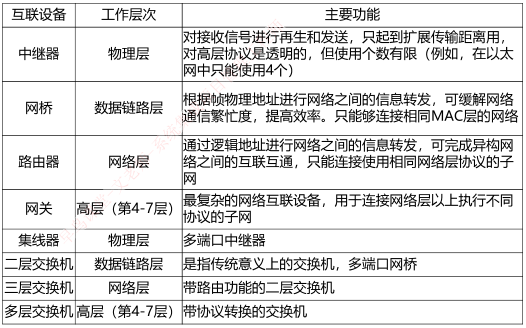 互联设备 工作层次 主要功能
中继器 物理层 对接收信号进行再生和发送，只起到扩展传输距离用，
对高层协议是透明的，但使用个数有限（例如，在以太
网中只能使用4个）
网桥 数据链路层 根据帧物理地址进行网络之间的信息转发，可缓解网络
通信繁忙度，提高效率。只能够连接相同MAC层的网络
路由器 网络层 通过逻辑地址进行网络之间的信息转发，可完成异构网
络之间的互联互通，只能连接使用相同网络层协议的子
网
网关 高层（第4-7层） 最复杂的网络互联设备，用于连接网络层以上执行不同
协议的子网
集线器 物理层 多端口中继器
二层交换机 数据链路层 是指传统意义上的交换机，多端口网桥
三层交换机 网络层 带路由功能的二层交换机
多层交换机 高层（第4-7层） 带协议转换的交换机